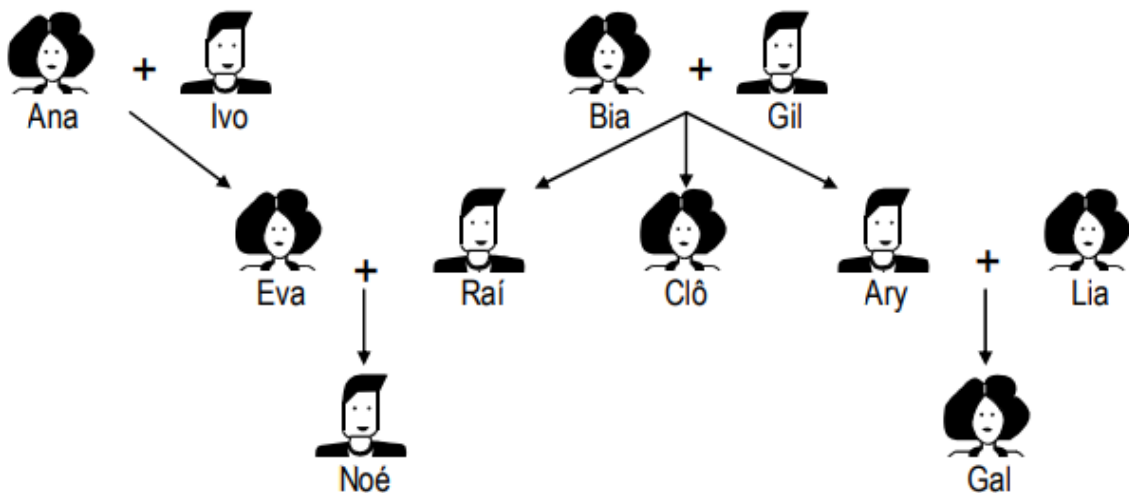 + +
Ana Ivo Bia Gil
+ +
Eva Raí Clô Ary Lia
Noé Gal